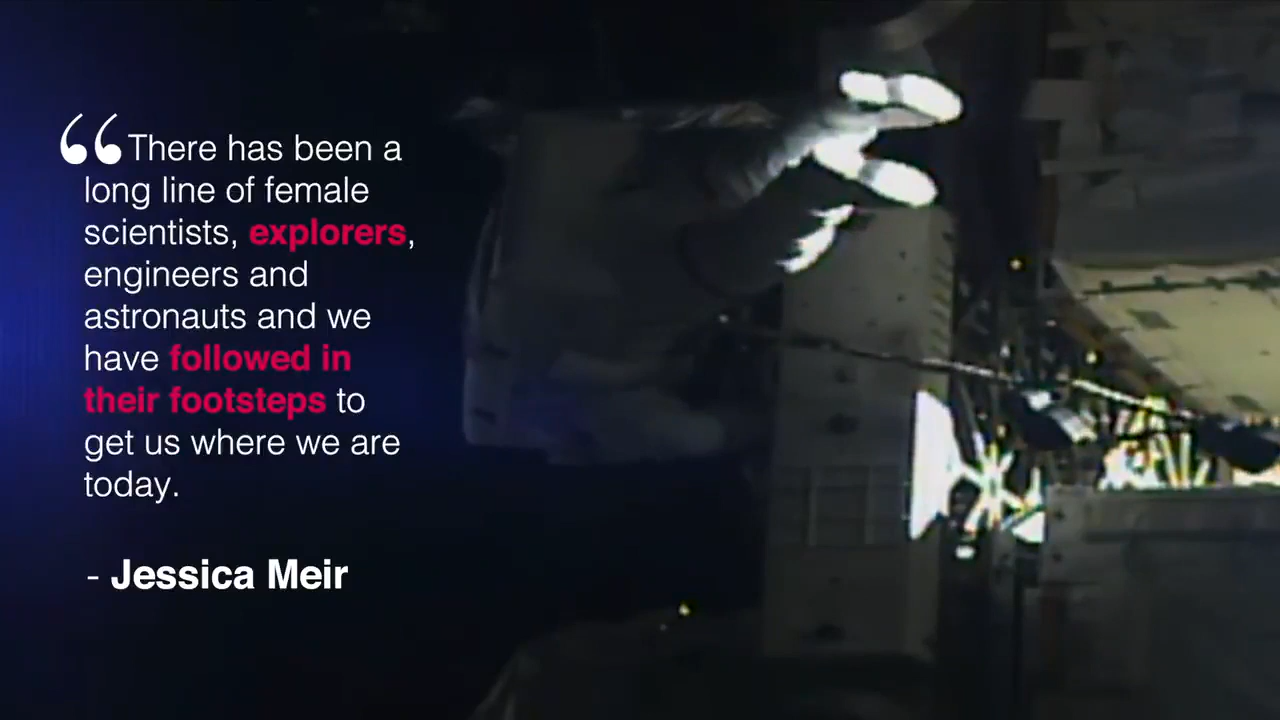 “There has been a
long line of female
scientists, explorers,
engineers and
astronauts and we
have followed in
their footsteps to
get us where we are
today.
- Jessica Meir